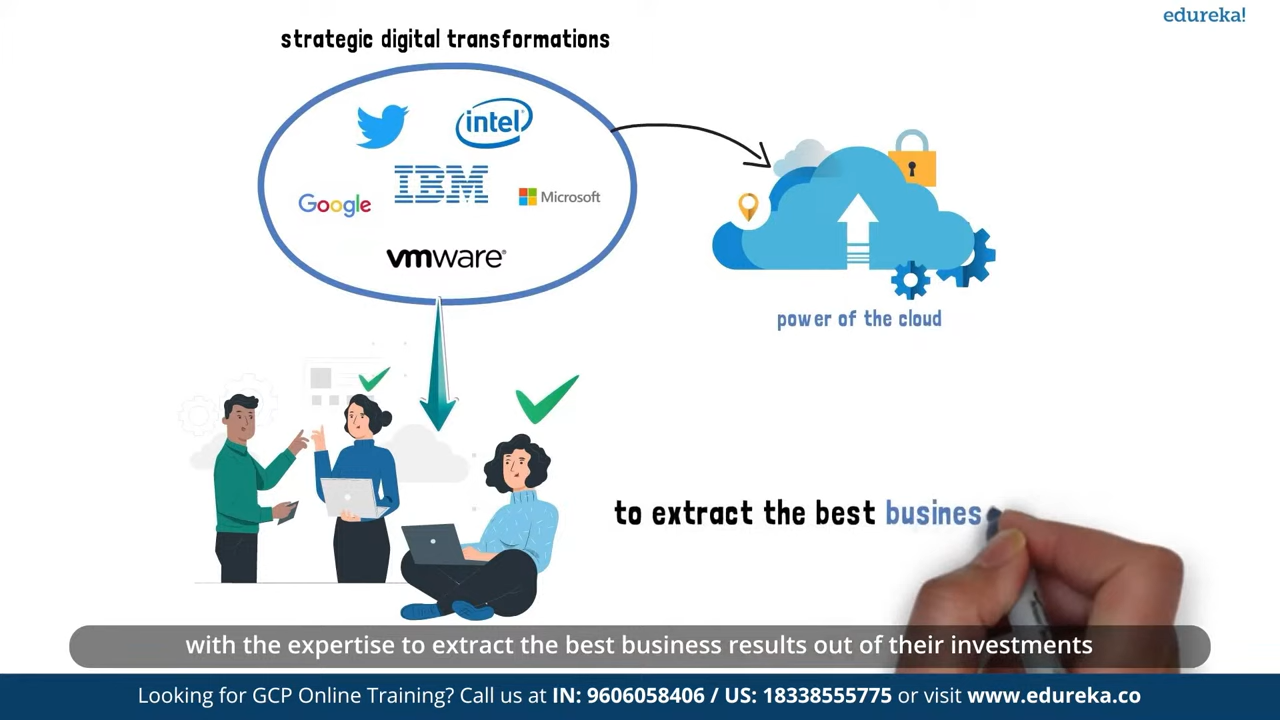 edureka!
strategic digital transformations
intel
IBM
Google
Microsoft
vmware
power of the cloud
to extract the best busines
with the expertise to extract the best business results out of their investments
Looking for GCP Online Training? Call us at IN: 9606058406 / US: 18338555775 or visit www.edureka.co